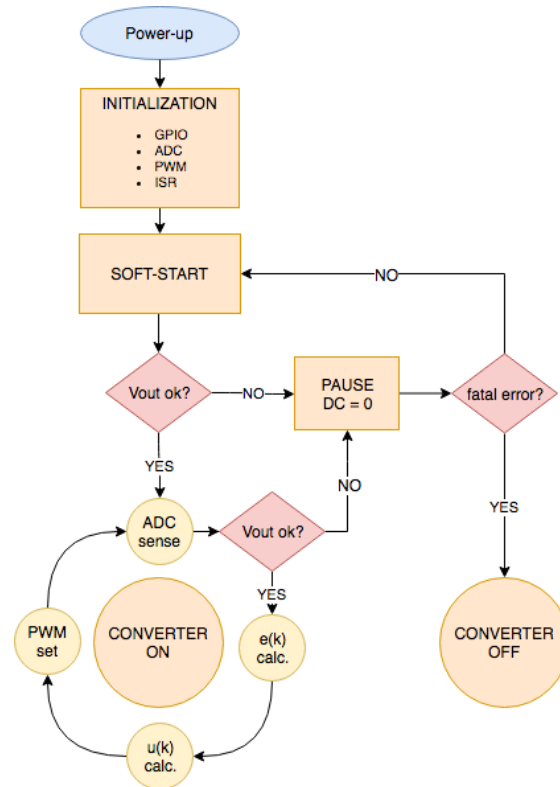 Power-up
INITIALIZATION
• GPIO
• ADC
• PWM
• ISR
SOFT-START
NO
Vout ok?
NO
PAUSE
DC = 0
fatal error?
YES
NO
YES
ADC
sense
Vout ok?
YES
PWM
set
CONVERTER
ON
e(k)
calc.
CONVERTER
OFF
u(k)
calc.